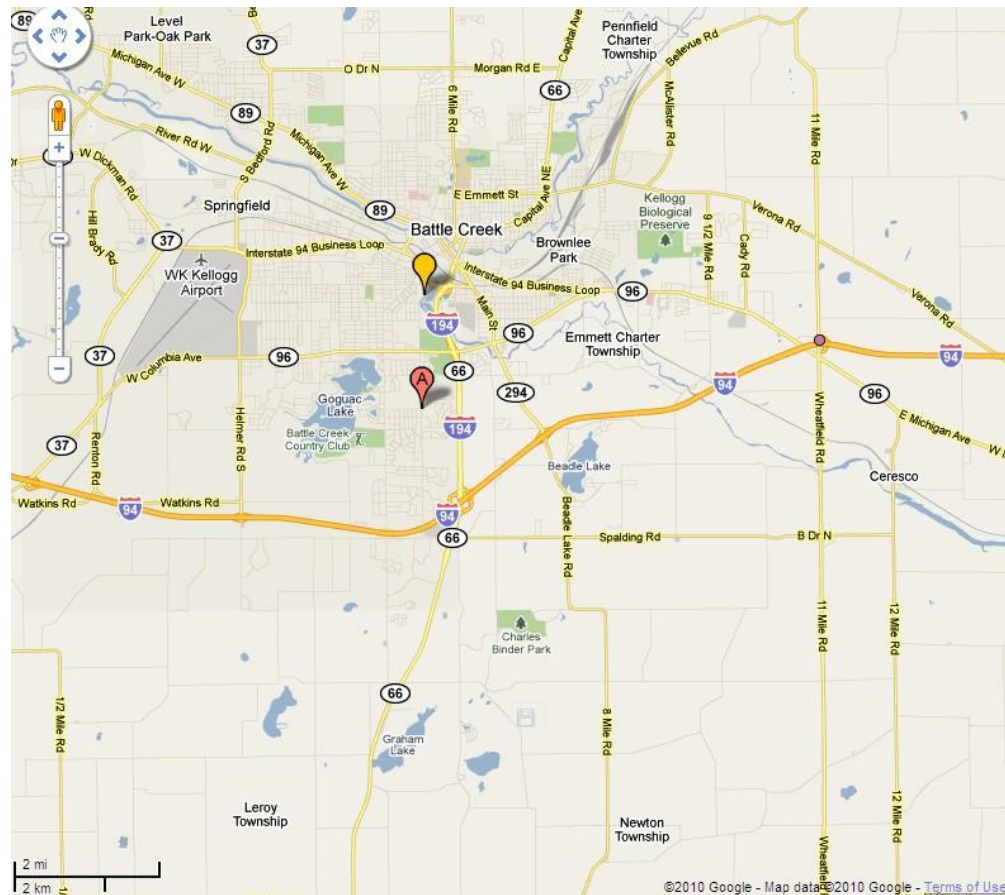 89
Level
Park-Oak Park
37
Michigan Ave W
O Dr N
Morgan Rd E
6 Mile Rd
Capital Ave
66
Pennfield
Charter
Township
Bellevue Rd
McAlister Rd
11 Mile Rd
89
River Rd W
S Bedford Rd
Michigan Ave W
W Dickman Rd
Hill Brady Rd
Springfield
89
E Emmett St
Capital Ave NE
Kellogg
Biological
Preserve
9 1/2 Mile Rd
Cady Rd
Verona Rd
37
Interstate 94 Business Loop
Battle Creek
Brownlee
Park
WK Kellogg
Airport
Interstate 94 Business Loop
96
Verona Rd
Main St
194
96
Emmett Charter
Township
37
W Columbia Ave
96
66
94
94
A
Goguac
Lake
294
96
Helmer Rd S
194
Battle Creek
Country Club
E Michigan Ave
Wheatfield Rd
37
Renton Rd
Beadle Lake
Ceresco
Watkins Rd
94
Watkins Rd
94
66
Beadle Lake Rd
Spalding Rd
B Dr N
11 Mile Rd
12 Mile Rd
Charles
Binder Park
66
1/2 Mile Rd
8 Mile Rd
Graham
Lake
Leroy
Township
Newton
Township
12 Mile Rd
Wheatfield
2 mi
2 km
©2010 Google - Map data ©2010 Google - Terms of Use